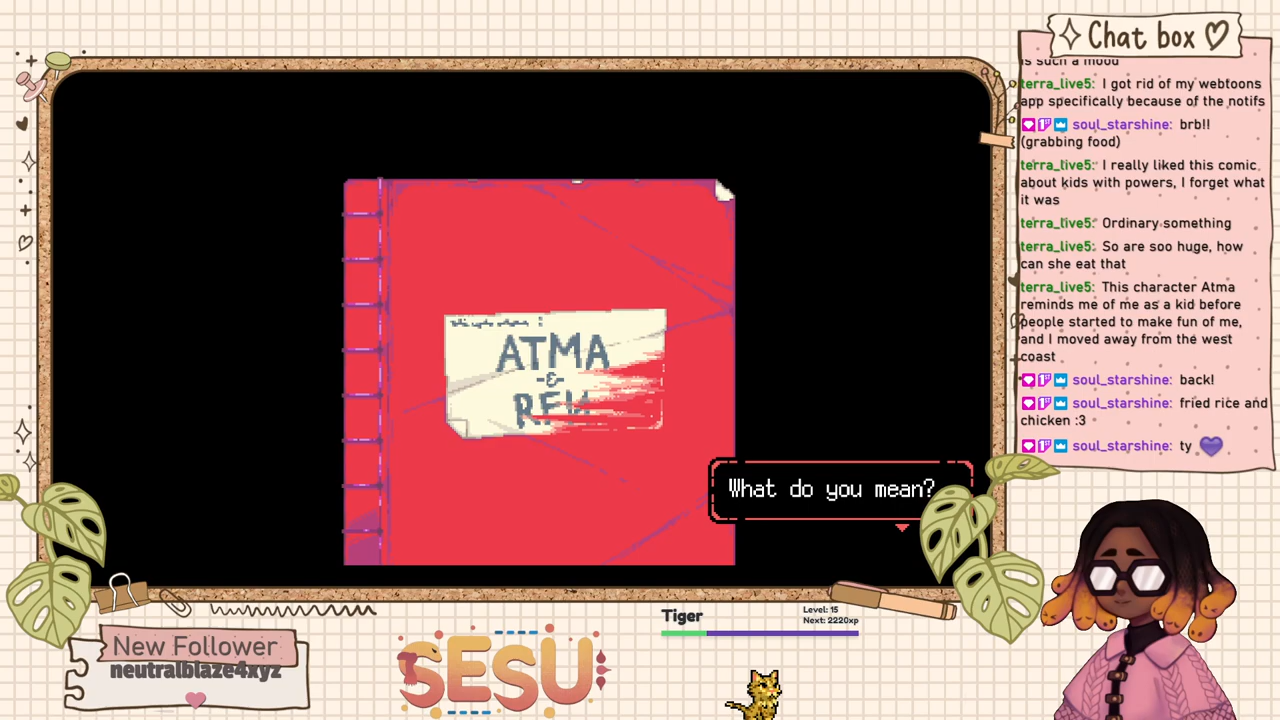 Chat box
is such a mood
terra_live5: I got rid of my webtoons
app specifically because of the notifs
soul_starshine: brb!!
(grabbing food)
terra_live5: I really liked this comic
about kids with powers, I forget what
it was
terra_live5: Ordinary something
terra_live5: So are soo huge, how
can she eat that
terra_live5: This character Atma
reminds me of me as a kid before
people started to make fun of me,
and I moved away from the west
coast
soul_starshine: back!
soul_starshine: fried rice and
chicken :3
soul_starshine: ty 💜
ATMA
-&-
What do you mean?
New Follower
neutralblaze4xyz
SESU
Tiger
Level: 15
Next: 2220xp